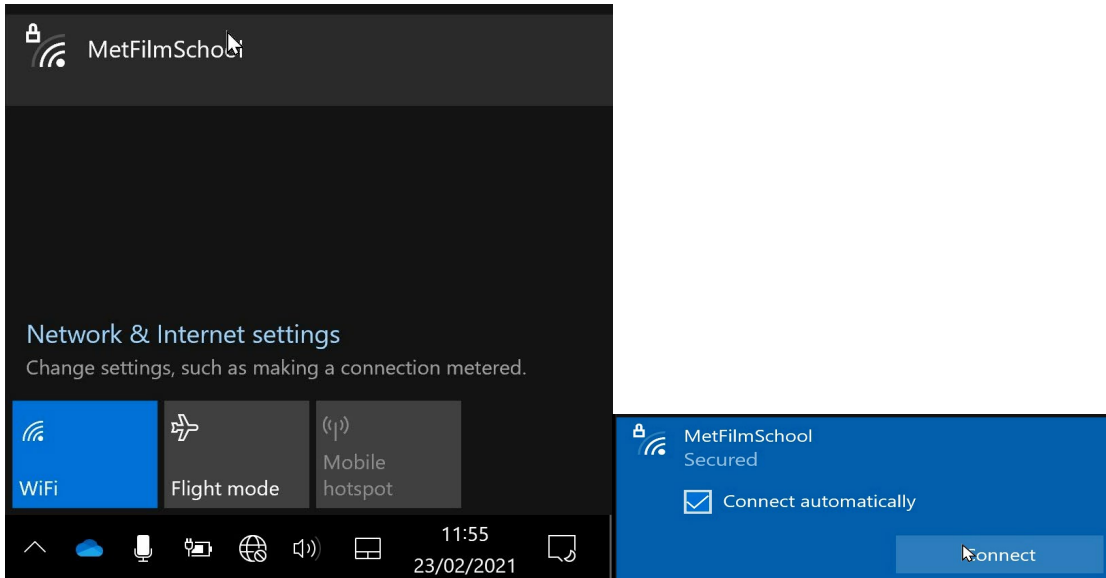 MetFilmSchool
Network & Internet settings
Change settings, such as making a connection metered.
WiFi
Flight mode
Mobile
hotspot
11:55
23/02/2021
MetFilmSchool
Secured
Connect automatically
Connect